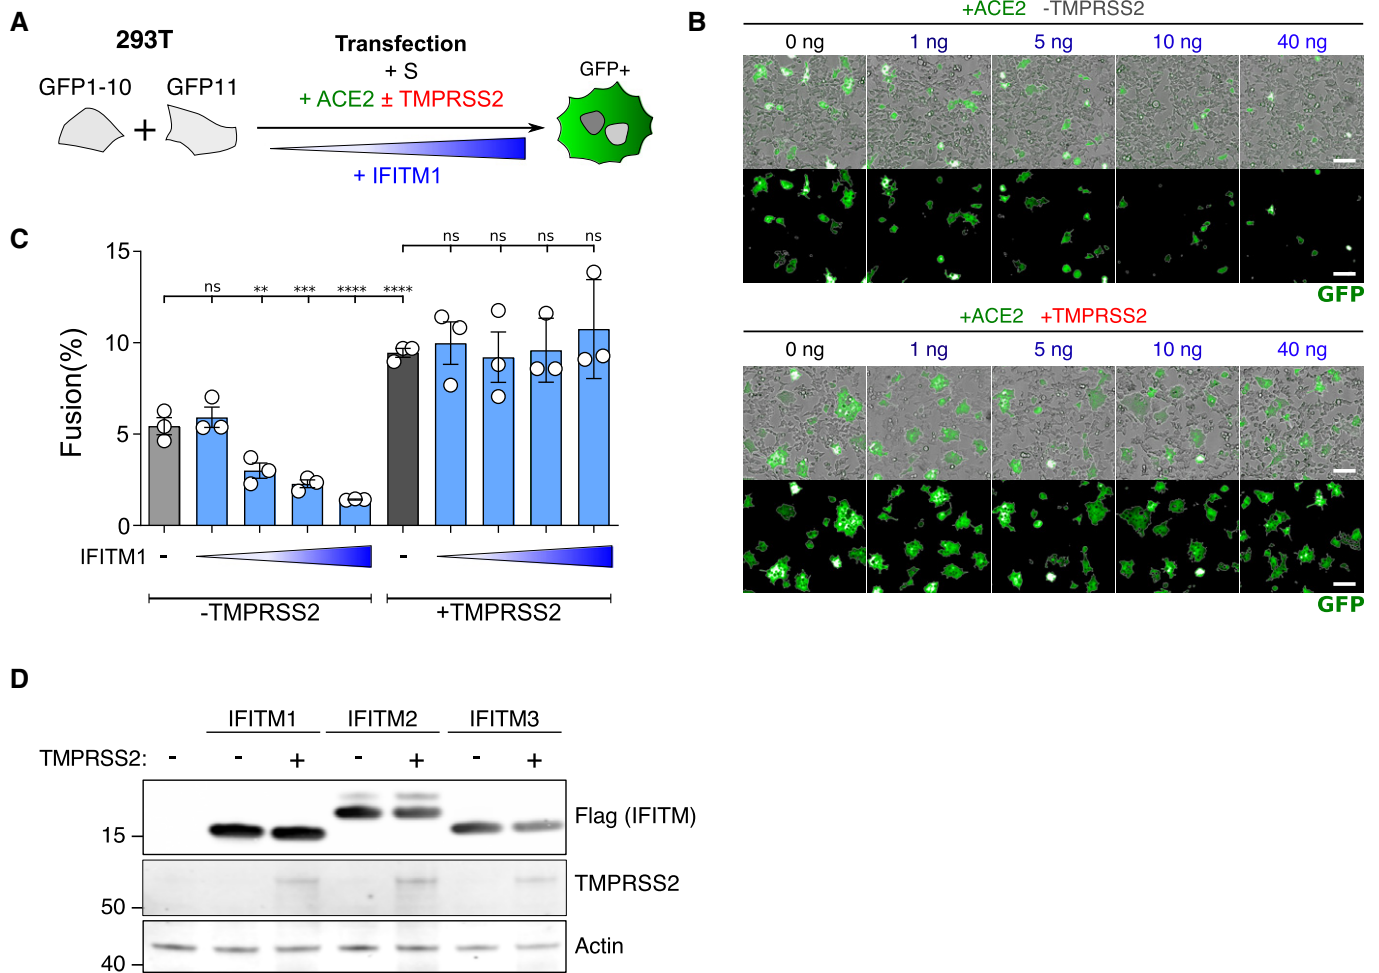 A
293T
GFP1-10
GFP11
Transfection
+ S
+ ACE2 ± TMPRSS2
+ IFITM1
GFP+
B
+ACE2 -TMPRSS2
0 ng 1 ng 5 ng 10 ng 40 ng
GFP
+ACE2 +TMPRSS2
0 ng 1 ng 5 ng 10 ng 40 ng
GFP
C
Fusion(%)
15
10
5
0
ns ** *** **** ****
ns ns ns ns
IFITM1 - -
-TMPRSS2 +TMPRSS2
D
IFITM1 IFITM2 IFITM3
TMPRSS2: - - + - + - +
15
Flag (IFITM)
50
TMPRSS2
40
Actin